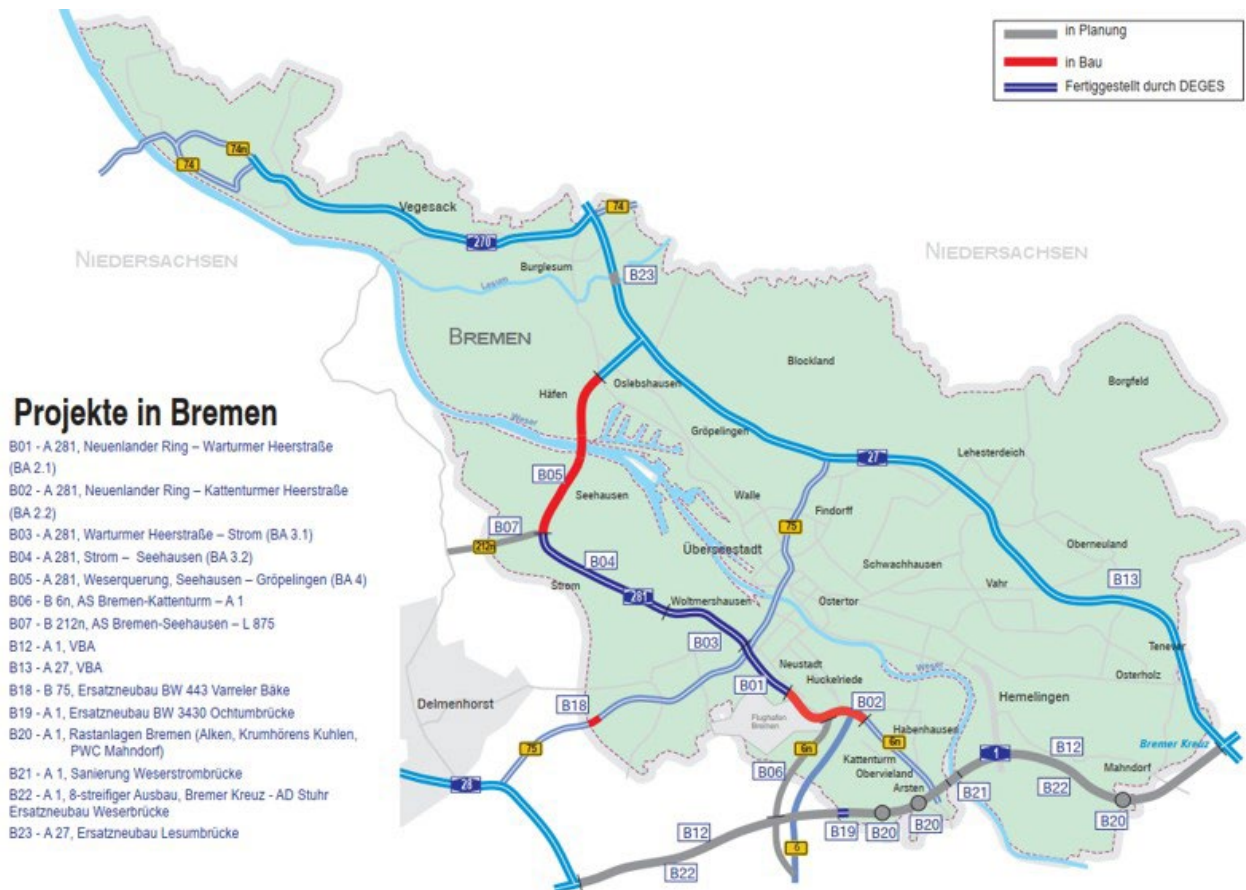 in Planung
in Bau
Fertiggestellt durch DEGES
74n
74
74
Vegesack
270
NIEDERSACHSEN
NIEDERSACHSEN
Burglesum
Lesum
B23
BREMEN
Blockland
Häfen
Oslebshausen
Borgfeld
Weser
Gröpelingen
27
Lehesterdeich
B05
Seehausen
Walle
Findorff
B07
75
212n
Überseestadt
Oberneuland
B04
Schwachhausen
B13
Strom
281
Woltmershausen
Ostertor
Vahr
B03
Neustadt
Weser
Tenever
Osterholz
B01
Huckelriede
B02
Hemelingen
Delmenhorst
B18
Flughafen
Bremen
Habenhausen
75
6n
6n
1
B12
Bremer Kreuz
B06
Kattenturm
Obervieland
Arsten
Mahndorf
28
B21
B22
B12
B19
B20
B20
B20
B22
6
Projekte in Bremen
B01 - A 281, Neuenlander Ring – Warturmer Heerstraße
(BA 2.1)
B02 - A 281, Neuenlander Ring – Kattenturmer Heerstraße
(BA 2.2)
B03 - A 281, Warturmer Heerstraße – Strom (BA 3.1)
B04 - A 281, Strom – Seehausen (BA 3.2)
B05 - A 281, Weserquerung, Seehausen – Gröpelingen (BA 4)
B06 - B 6n, AS Bremen-Kattenturm – A 1
B07 - B 212n, AS Bremen-Seehausen – L 875
B12 - A 1, VBA
B13 - A 27, VBA
B18 - B 75, Ersatzneubau BW 443 Varreler Bäke
B19 - A 1, Ersatzneubau BW 3430 Ochtumbrücke
B20 - A 1, Rastanlagen Bremen (Alken, Krumhörens Kuhlen,
PWC Mahndorf)
B21 - A 1, Sanierung Weserstrombrücke
B22 - A 1, 8-streifiger Ausbau, Bremer Kreuz - AD Stuhr
Ersatzneubau Weserbrücke
B23 - A 27, Ersatzneubau Lesumbrücke